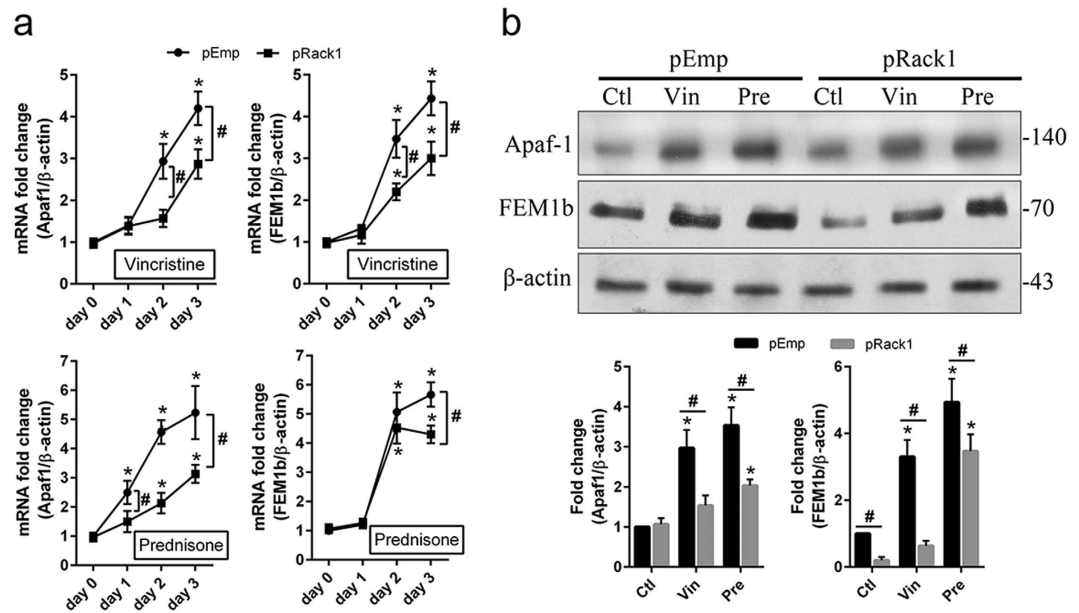 a
pEmp pRack1
mRNA fold change
(Apaf1/β-actin)
5
4
3
2
1
0
*
*
*
#
#
Vincristine
day 0
day 1
day 2
day 3
mRNA fold change
(FEM1b/β-actin)
5
4
3
2
1
0
*
*
*
*
#
#
Vincristine
day 0
day 1
day 2
day 3
mRNA fold change
(Apaf1/β-actin)
7
6
5
4
3
2
1
0
*
*
*
*
*
#
#
Prednisone
day 0
day 1
day 2
day 3
mRNA fold change
(FEM1b/β-actin)
7
6
5
4
3
2
1
0
*
*
*
*
#
Prednisone
day 0
day 1
day 2
day 3
b
pEmp pRack1
Ctl Vin Pre Ctl Vin Pre
Apaf-1 -140
FEM1b -70
β-actin -43
pEmp pRack1
Fold change
(Apaf1/β-actin)
5
4
3
2
1
0
#
*
#
*
*
Ctl
Vin
Pre
Fold change
(FEM1b/β-actin)
6
4
2
0
#
#
*
#
*
*
Ctl
Vin
Pre